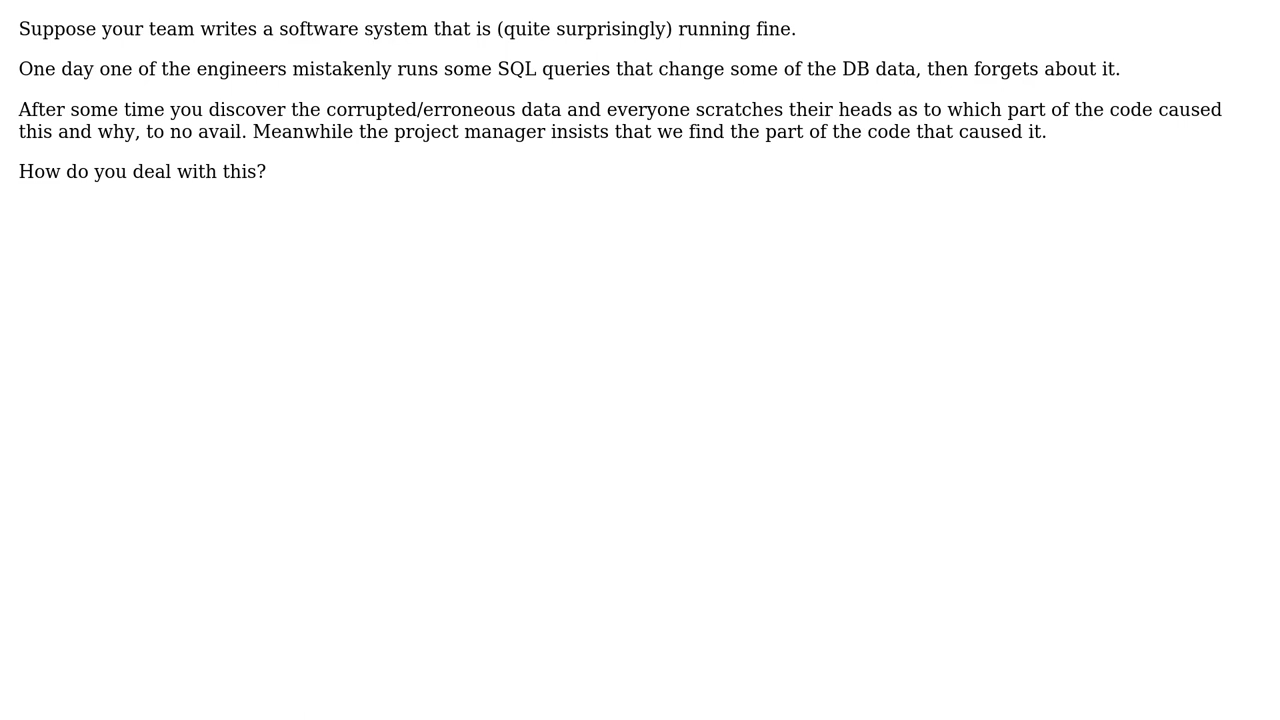 Suppose your team writes a software system that is (quite surprisingly) running fine.
One day one of the engineers mistakenly runs some SQL queries that change some of the DB data, then forgets about it.
After some time you discover the corrupted/erroneous data and everyone scratches their heads as to which part of the code caused
this and why, to no avail. Meanwhile the project manager insists that we find the part of the code that caused it.
How do you deal with this?